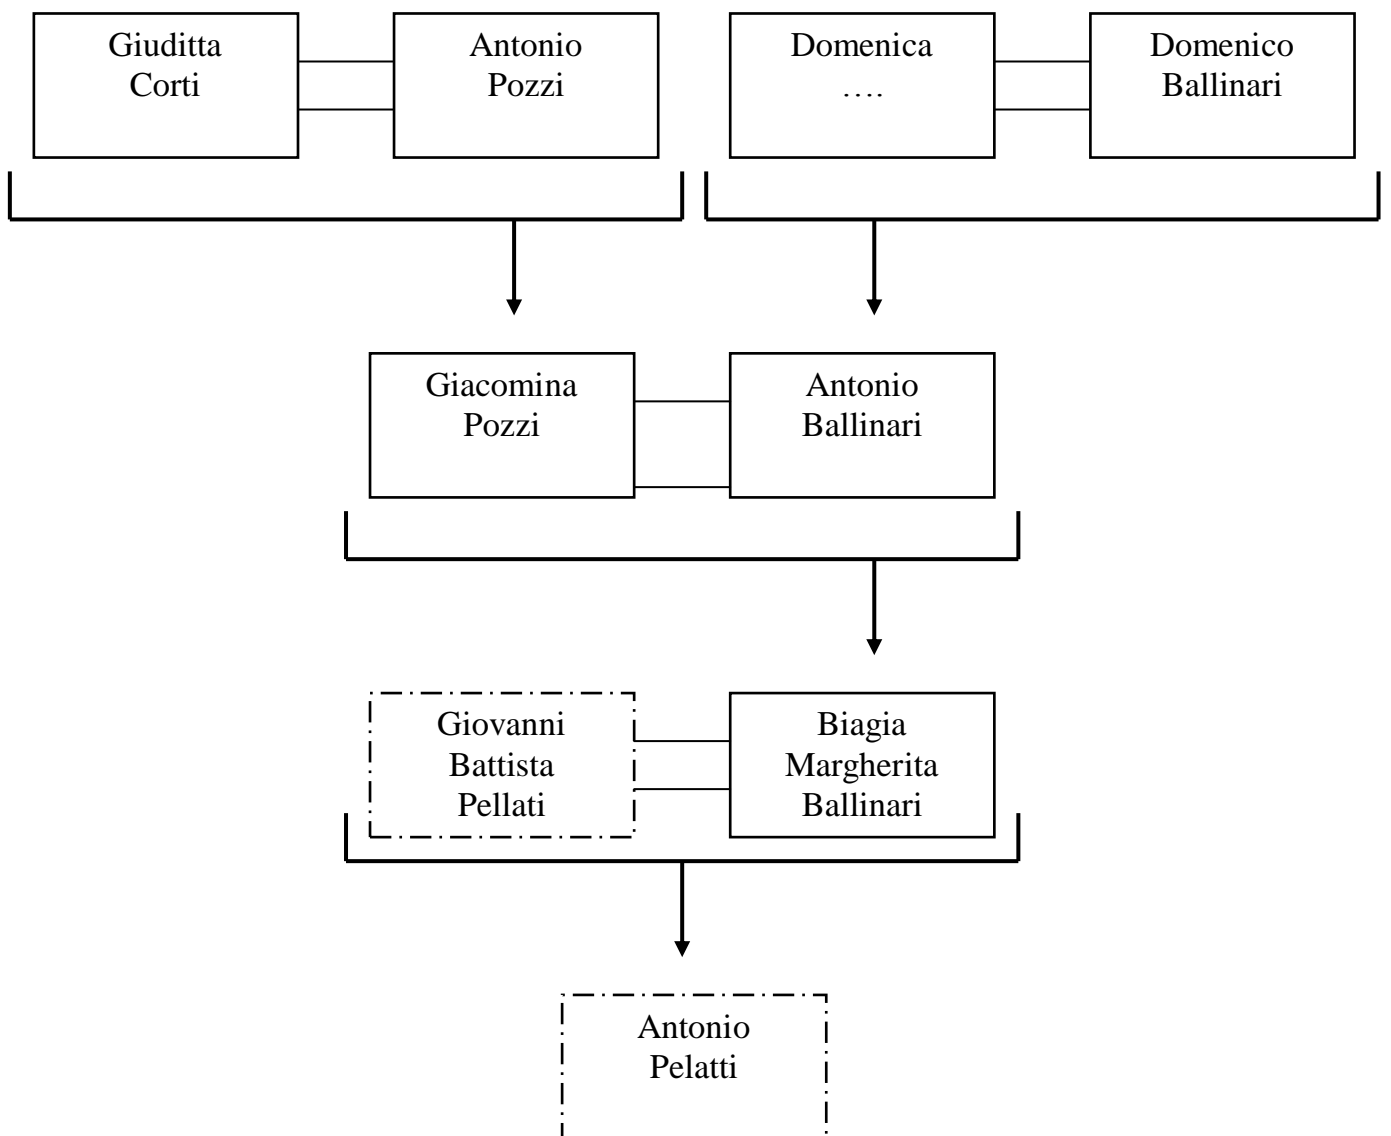 Giuditta
Corti
Antonio
Pozzi
Domenica
….
Domenico
Ballinari
Giacomina
Pozzi
Antonio
Ballinari
Giovanni
Battista
Pellati
Biagia
Margherita
Ballinari
Antonio
Pelatti